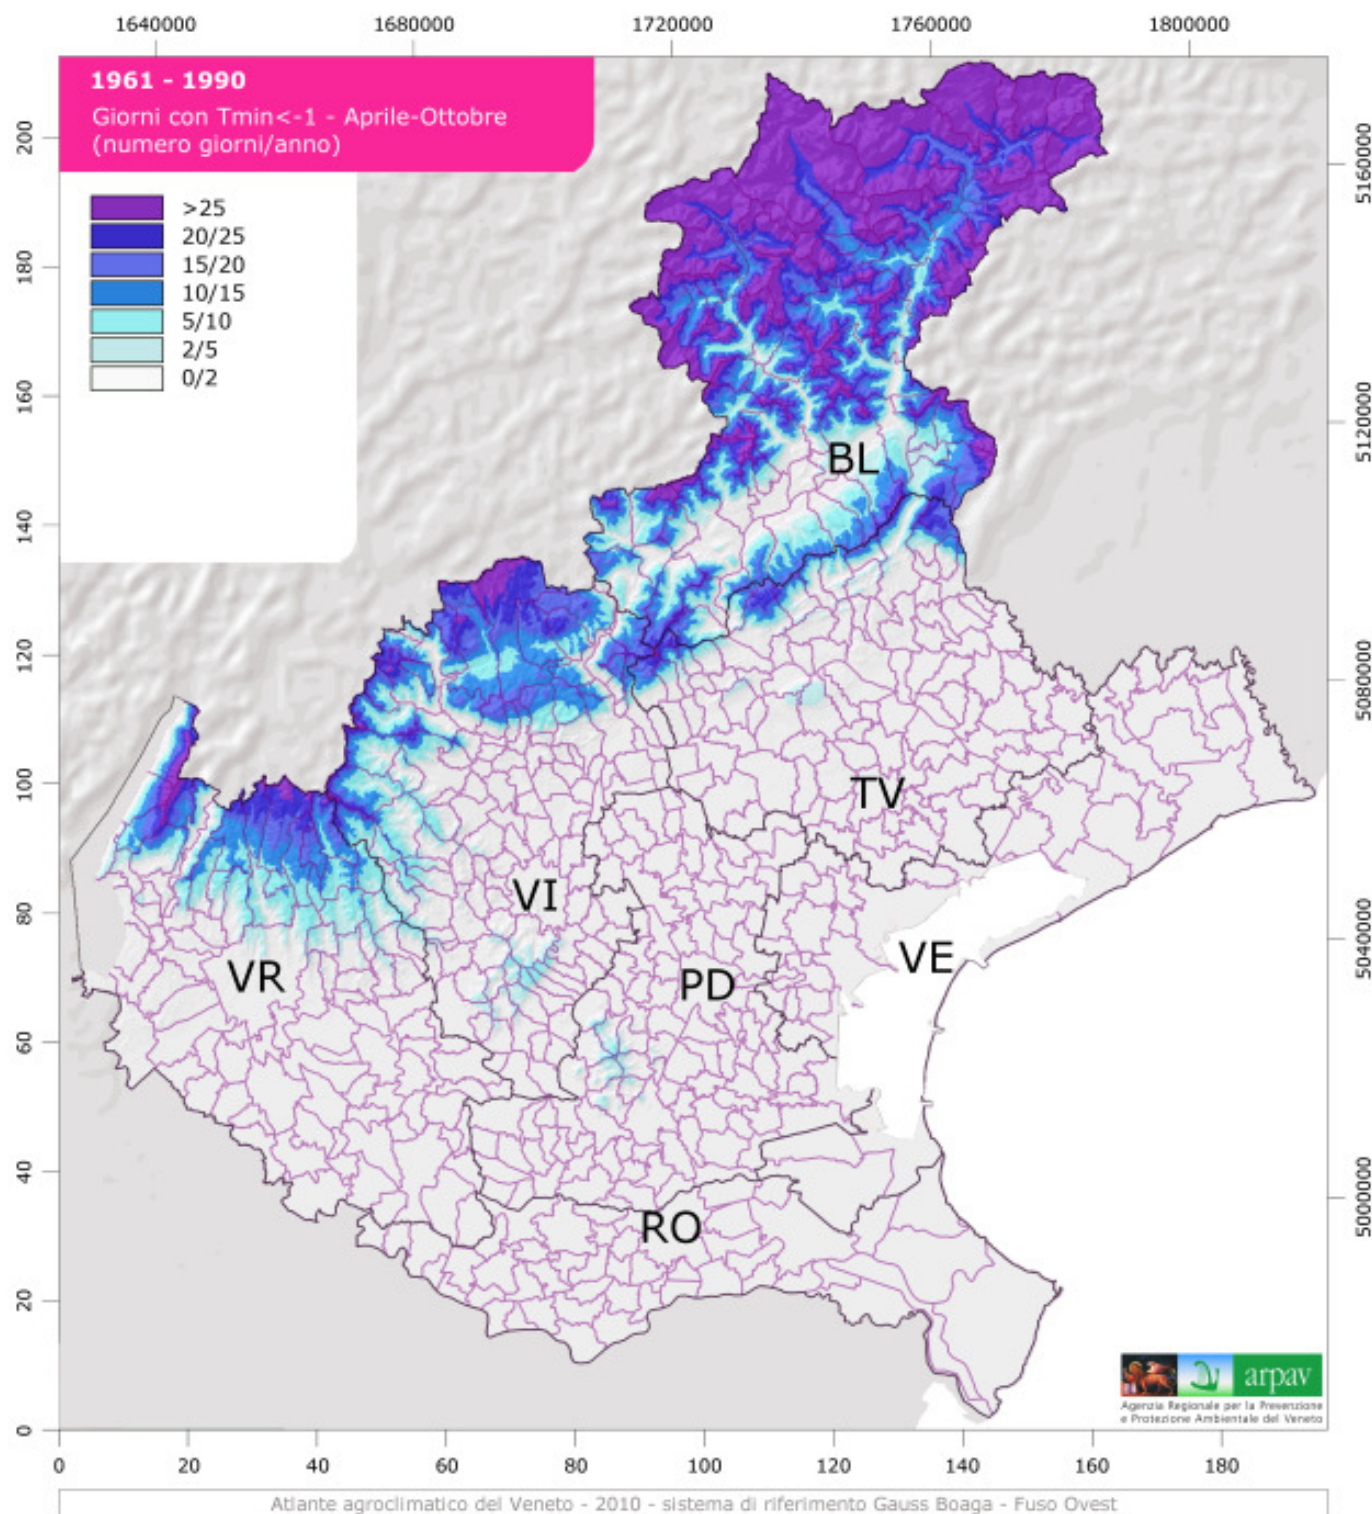 1640000 1680000 1720000 1760000 1800000
1961 - 1990
Giorni con Tmin<-1 - Aprile-Ottobre
(numero giorni/anno)
>25
20/25
15/20
10/15
5/10
2/5
0/2
200
180
160
140
120
100
80
60
40
20
0
5160000
5120000
5080000
5040000
5000000
BL
TV
VI
VE
VR
PD
RO
arpav
Agenzia Regionale per la Prevenzione
e Protezione Ambientale del Veneto
0 20 40 60 80 100 120 140 160 180
Atlante agroclimatico del Veneto - 2010 - sistema di riferimento Gauss Boaga - Fuso Ovest